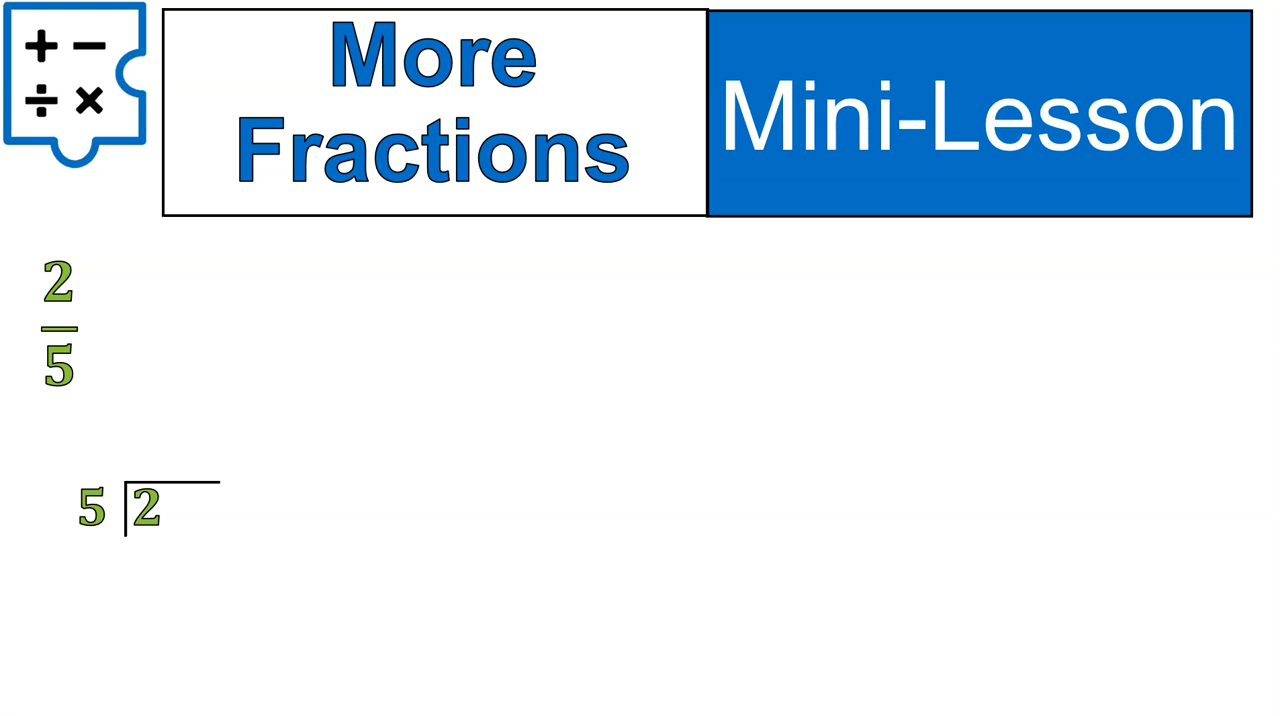 + −
÷ ×
More
Fractions
Mini-Lesson
2
5
5 2